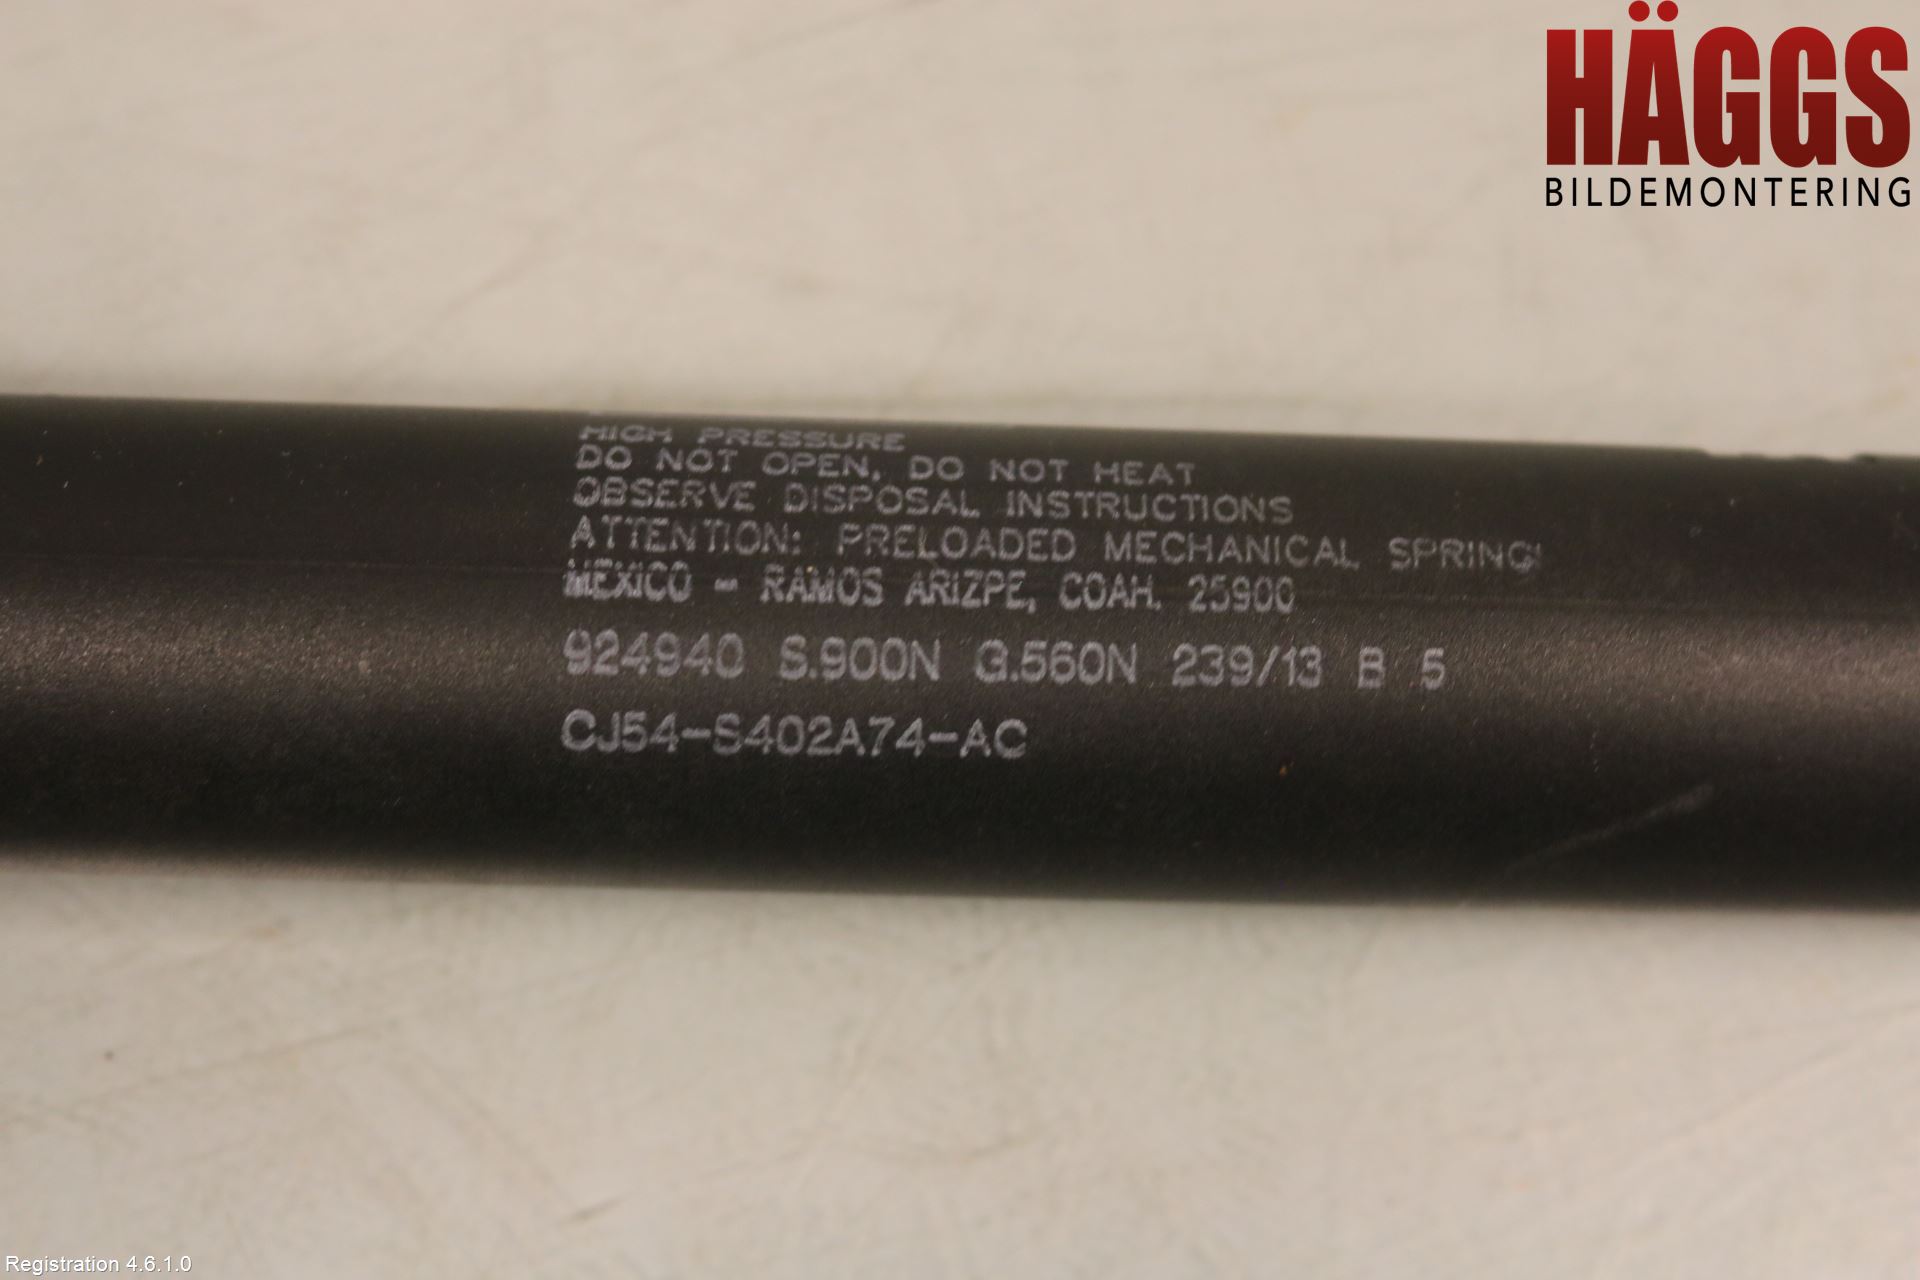 HÄGGS
BILDEMONTERING
HIGH PRESSURE
DO NOT OPEN, DO NOT HEAT
OBSERVE DISPOSAL INSTRUCTIONS
ATTENTION: PRELOADED MECHANICAL SPRING!
MEXICO - RAMOS ARIZPE, COAH. 25900
924940 S.900N G.560N 239/13 B 5
CJ54-S402A74-AC
Registration 4.6.1.0